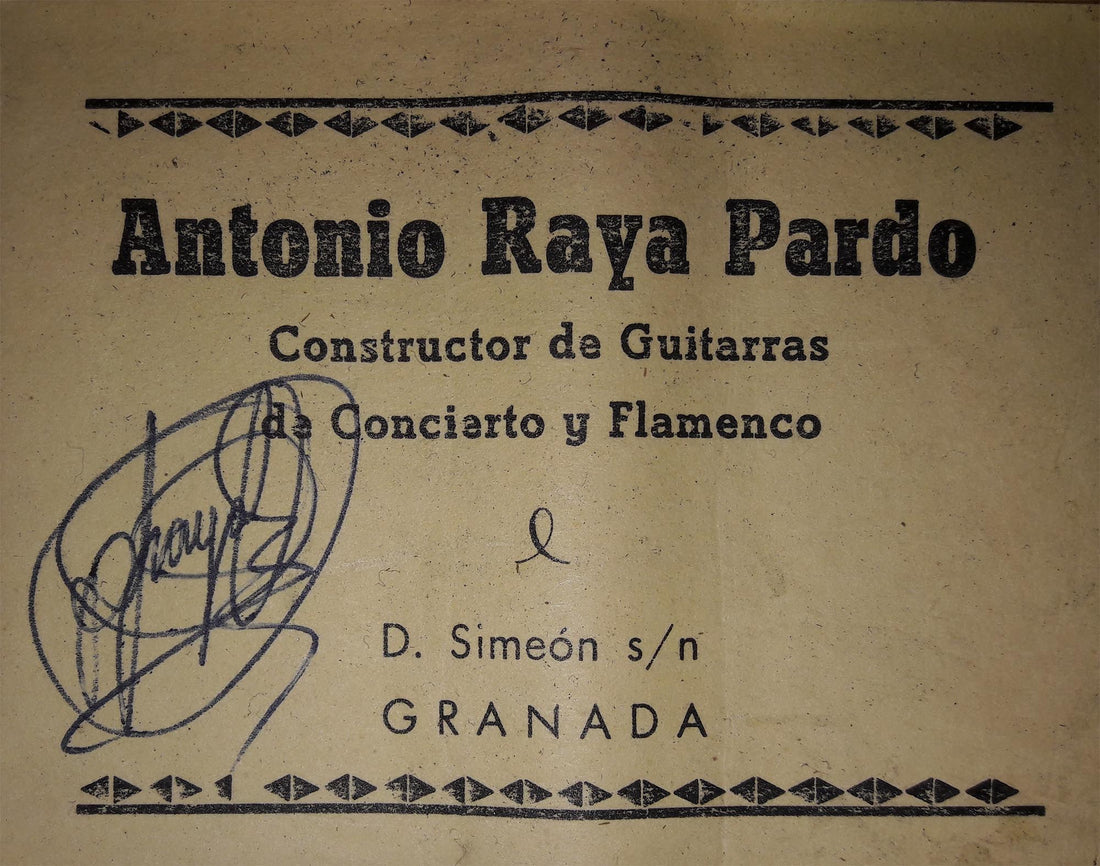 Antonio Raya Pardo
Constructor de Guitarras
de Concierto y Flamenco
D. Simeón s/n
GRANADA